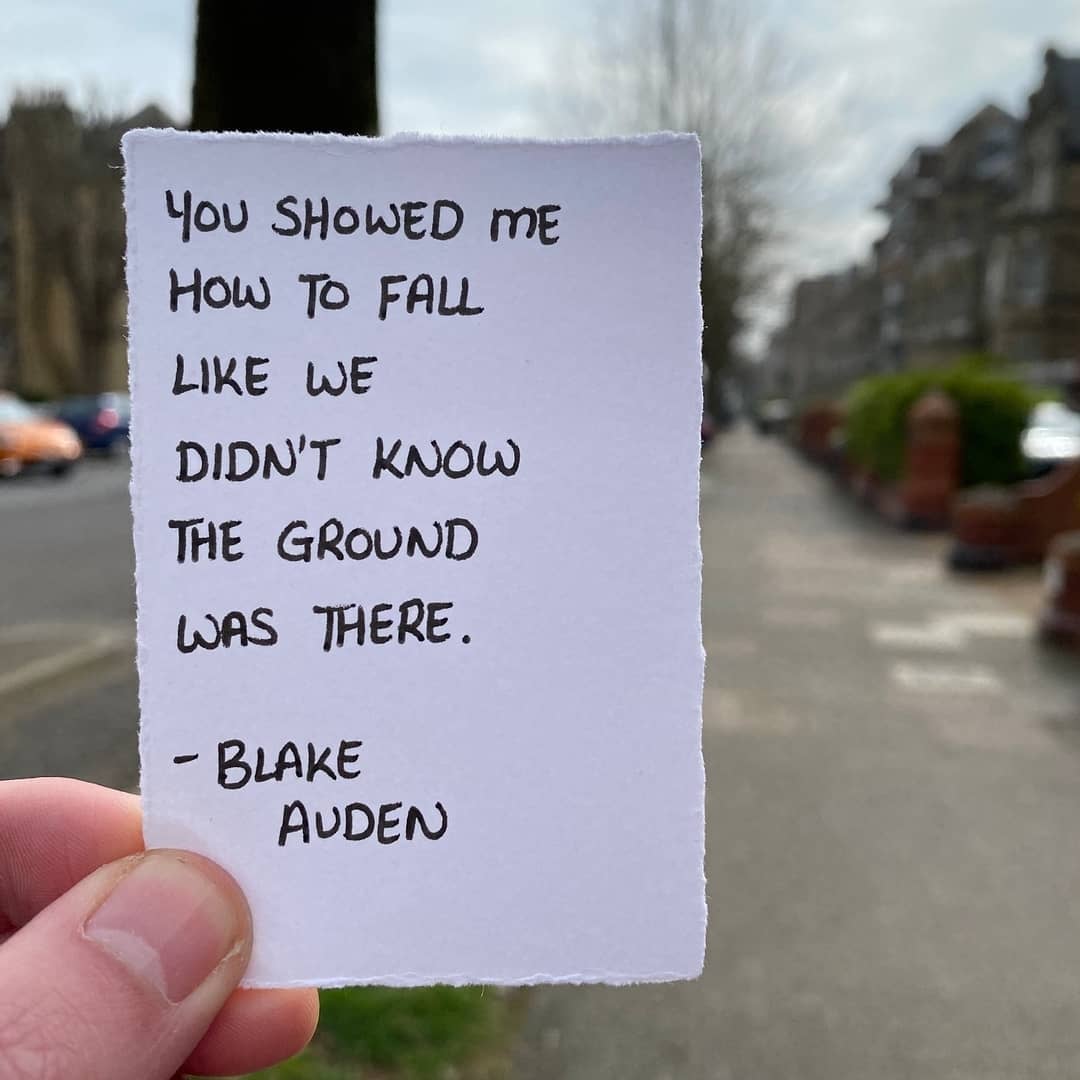 YOU SHOWED ME
HOW TO FALL
LIKE WE
DIDN'T KNOW
THE GROUND
WAS THERE.
- BLAKE
AUDEN